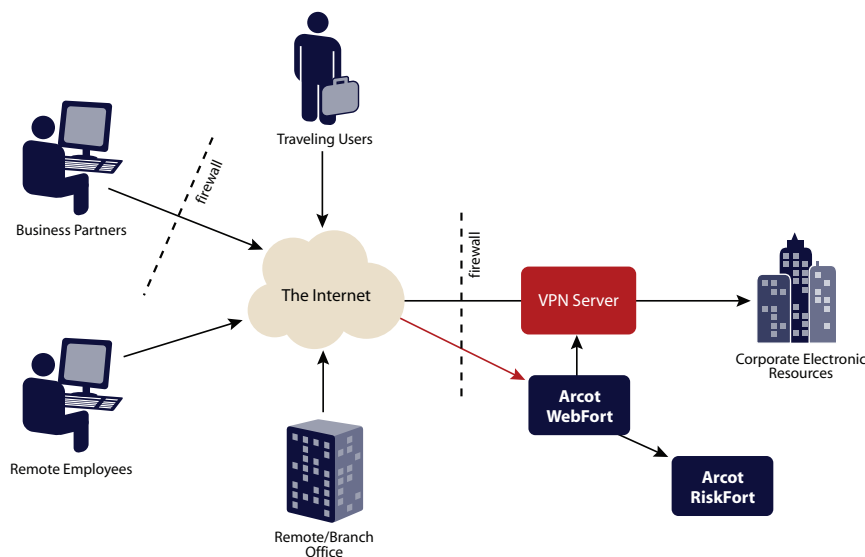 Traveling Users
firewall
Business Partners
firewall
The Internet
VPN Server
Corporate Electronic
Resources
Arcot
WebFort
Remote Employees
Arcot
RiskFort
Remote/Branch
Office